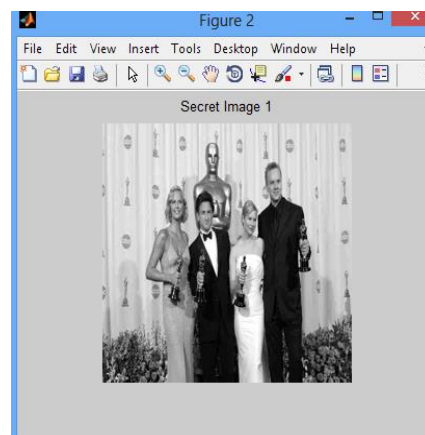 Figure 2
File Edit View Insert Tools Desktop Window Help
Secret Image 1